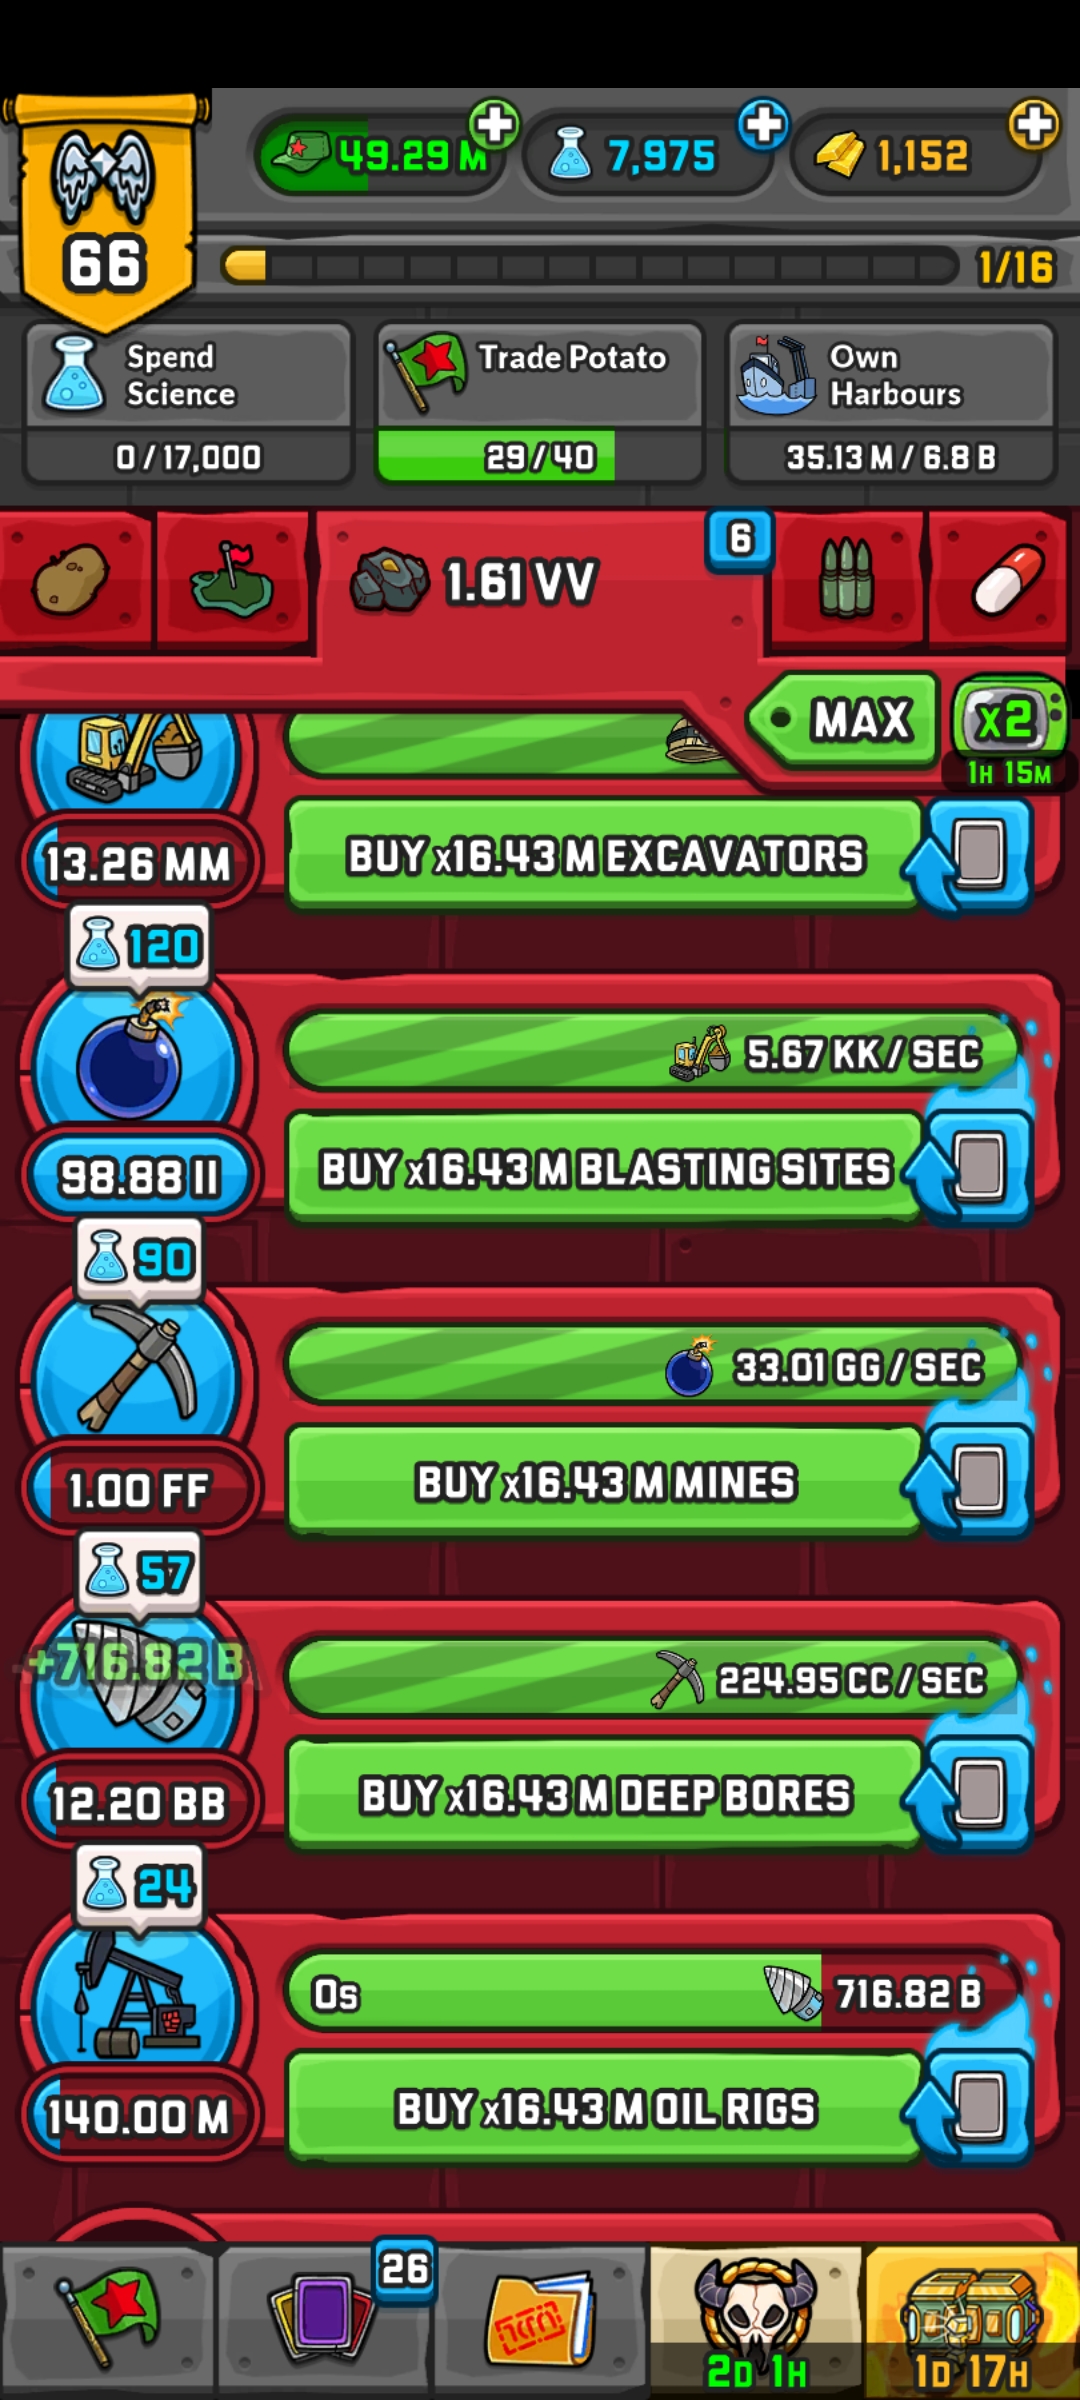 49.29 M
7,975
1,152
66
1/16
Spend
Science
0 / 17,000
Trade Potato
29 / 40
Own
Harbours
35.13 M / 6.8 B
1.61 VV
6
MAX
x2
1H 15M
13.26 MM
BUY x16.43 M EXCAVATORS
120
5.67 KK / SEC
98.88 II
BUY x16.43 M BLASTING SITES
90
33.01 GG / SEC
1.00 FF
BUY x16.43 M MINES
57
+716.82 B
224.95 CC / SEC
12.20 BB
BUY x16.43 M DEEP BORES
24
0s
716.82 B
140.00 M
BUY x16.43 M OIL RIGS
26
2D 1H
1D 17H